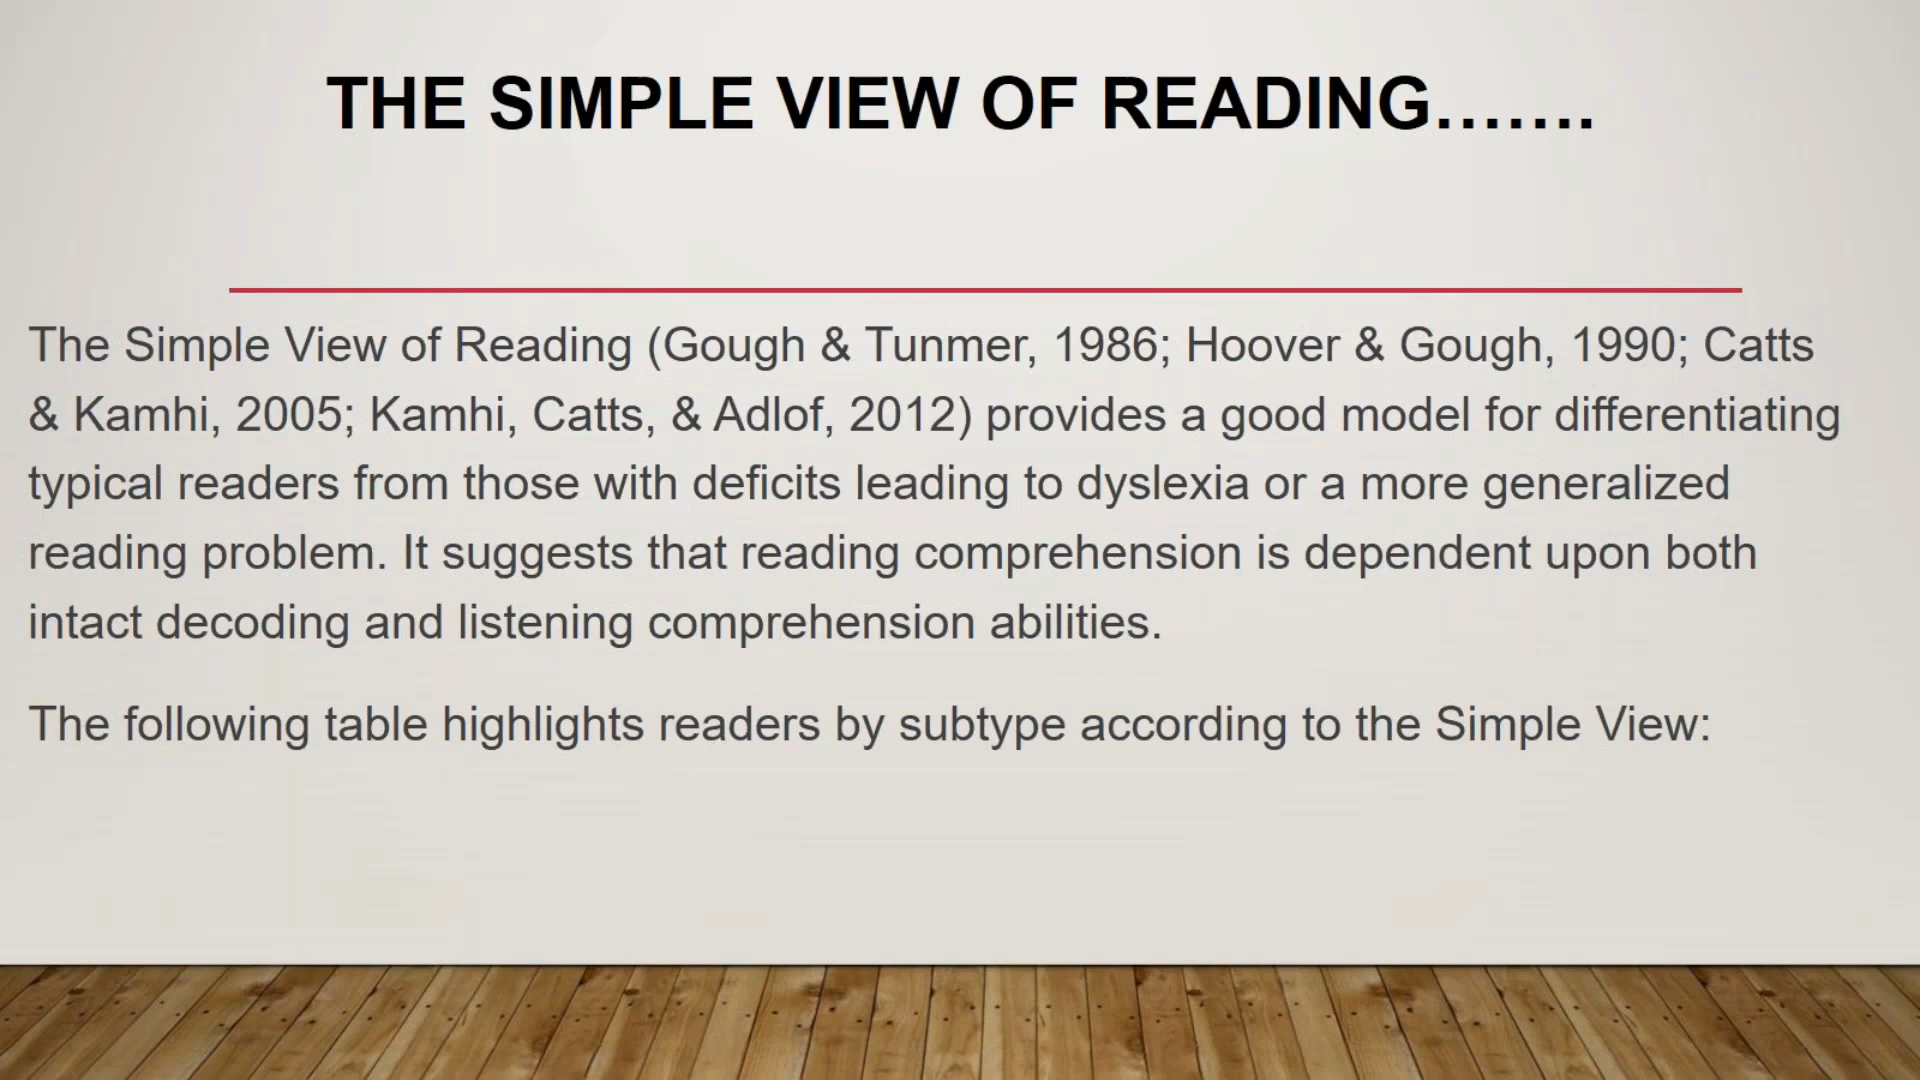 THE SIMPLE VIEW OF READING…….
The Simple View of Reading (Gough & Tunmer, 1986; Hoover & Gough, 1990; Catts
& Kamhi, 2005; Kamhi, Catts, & Adlof, 2012) provides a good model for differentiating
typical readers from those with deficits leading to dyslexia or a more generalized
reading problem. It suggests that reading comprehension is dependent upon both
intact decoding and listening comprehension abilities.
The following table highlights readers by subtype according to the Simple View: